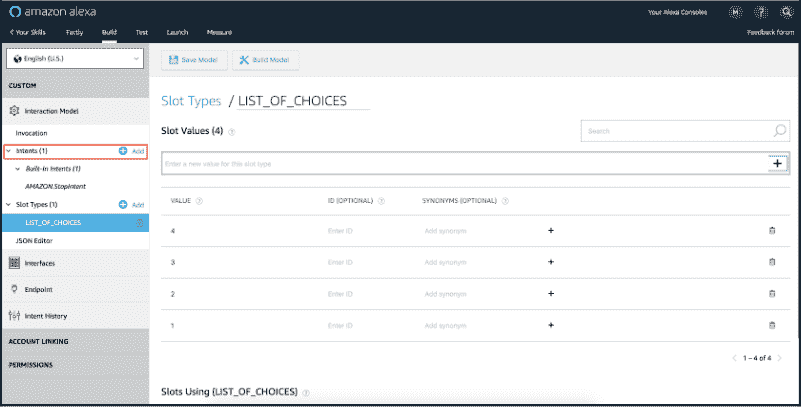 amazon alexa
Your Alexa Consoles M ?
Your Skills Factly Build Test Launch Measure Feedback forum
English (U.S.)
Save Model Build Model
CUSTOM
Interaction Model
Slot Types / LIST_OF_CHOICES
Invocation
Slot Values (4) ?
Search
Intents (1) Add
Enter a new value for this slot type
Built-In Intents (1)
AMAZON.StopIntent
VALUE ? ID (OPTIONAL) ? SYNONYMS (OPTIONAL) ?
Slot Types (1) Add
LIST_OF_CHOICES
4 Enter ID Add synonym +
JSON Editor
3 Enter ID Add synonym +
Interfaces
Endpoint
2 Enter ID Add synonym +
Intent History
1 Enter ID Add synonym +
ACCOUNT LINKING
1 – 4 of 4
PERMISSIONS
Slots Using (LIST_OF_CHOICES) ?